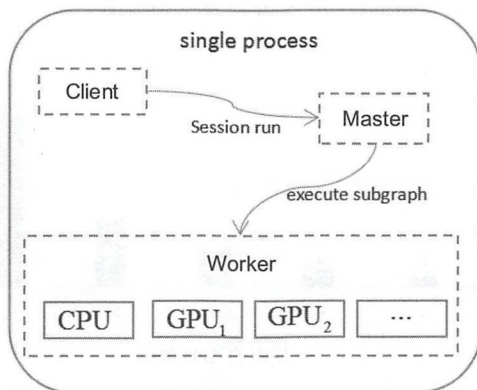 single process
Client
Session run
Master
execute subgraph
Worker
CPU
GPU₁
GPU₂
...